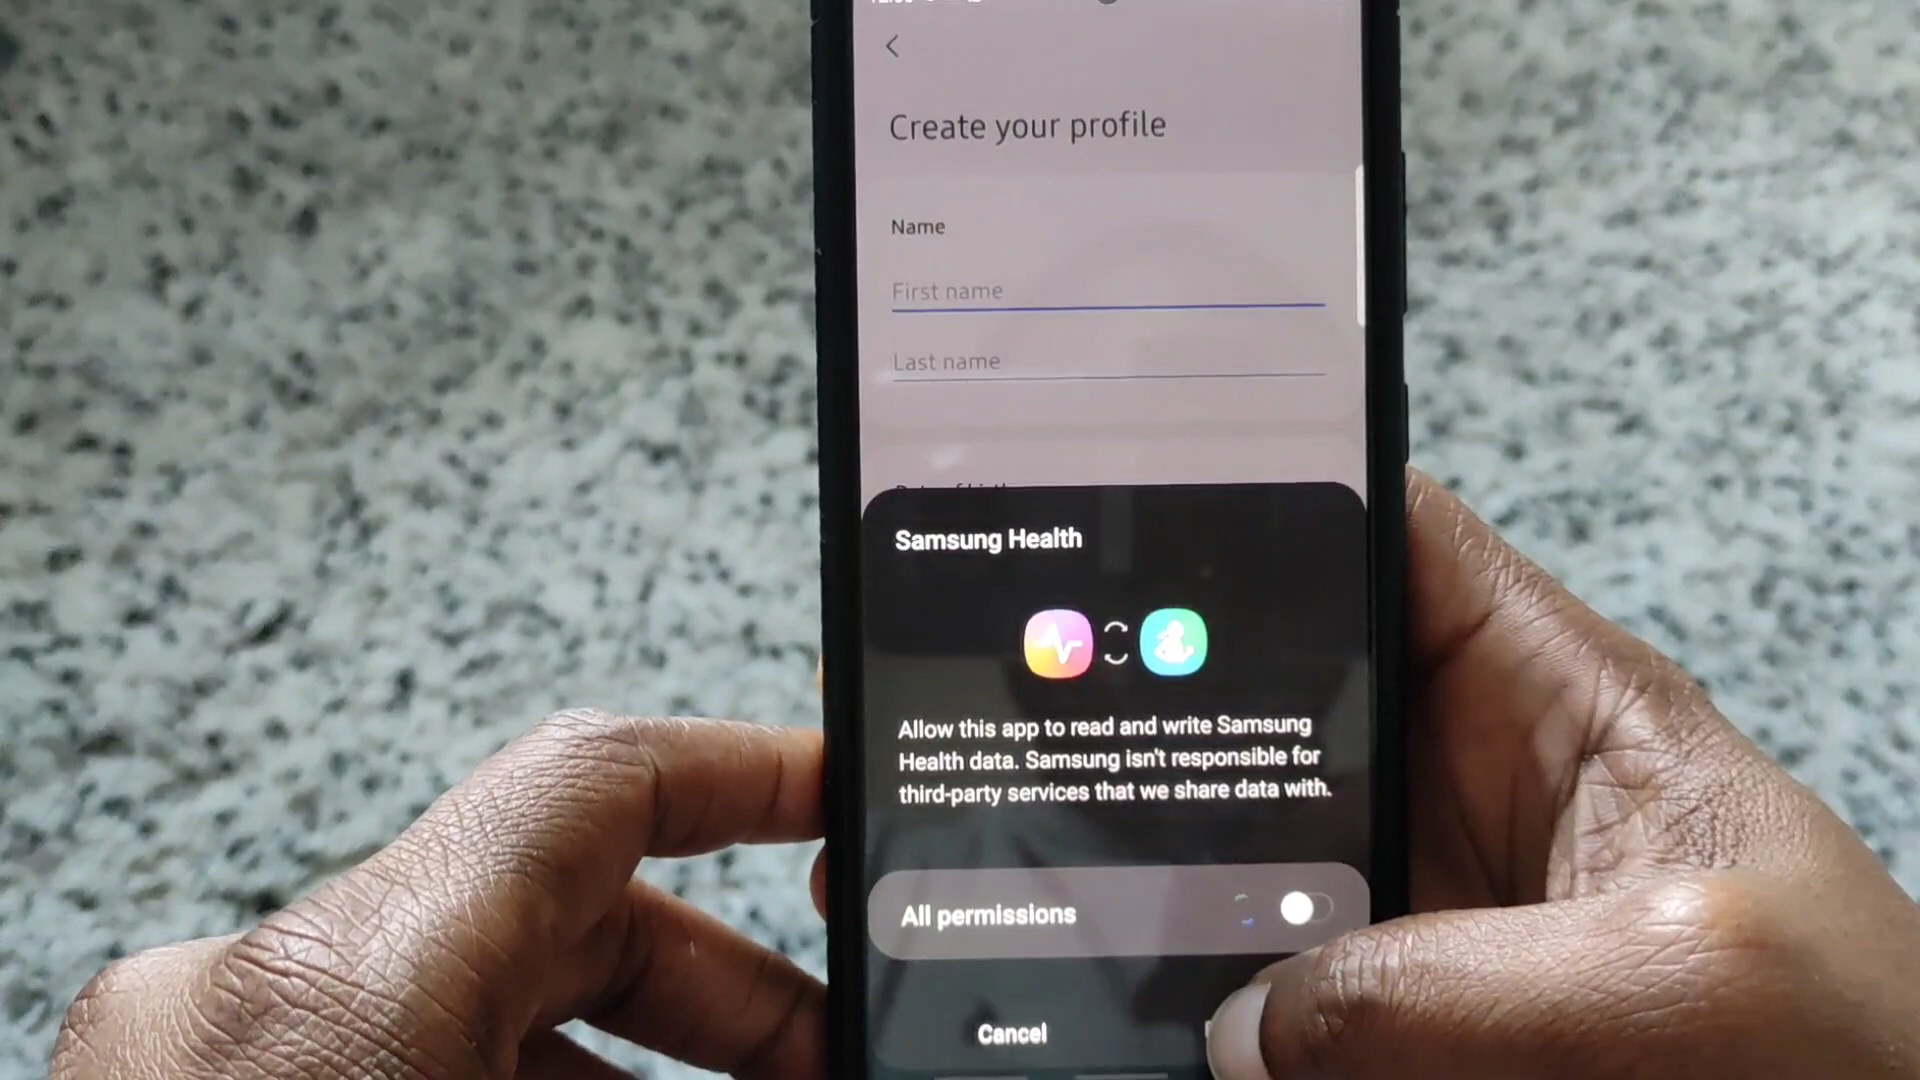 Create your profile
Name
First name
Last name
Samsung Health
Allow this app to read and write Samsung
Health data. Samsung isn't responsible for
third-party services that we share data with.
All permissions
Cancel